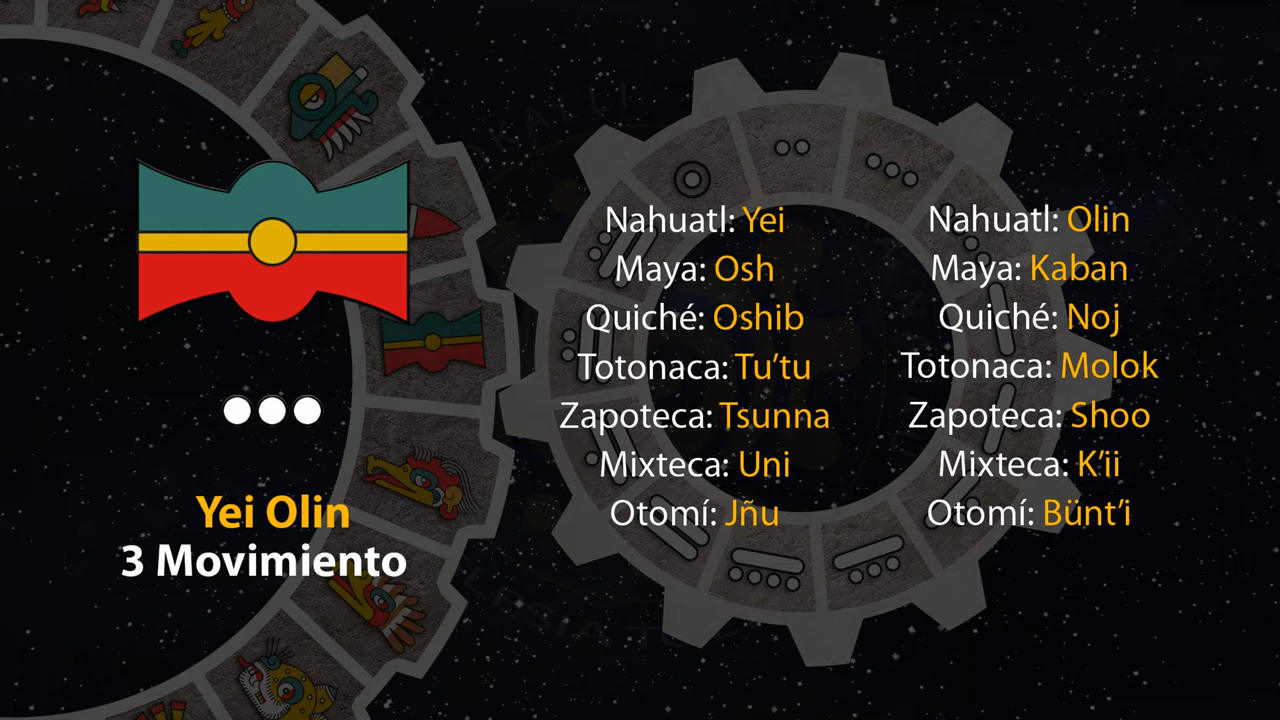 Nahuatl: Yei
Maya: Osh
Quiché: Oshib
Totonaca: Tu’tu
Zapoteca: Tsunna
Mixteca: Uni
Otomí: Jñu
Nahuatl: Olin
Maya: Kaban
Quiché: Noj
Totonaca: Molok
Zapoteca: Shoo
Mixteca: K’ii
Otomí: Bünt’i
Yei Olin
3 Movimiento